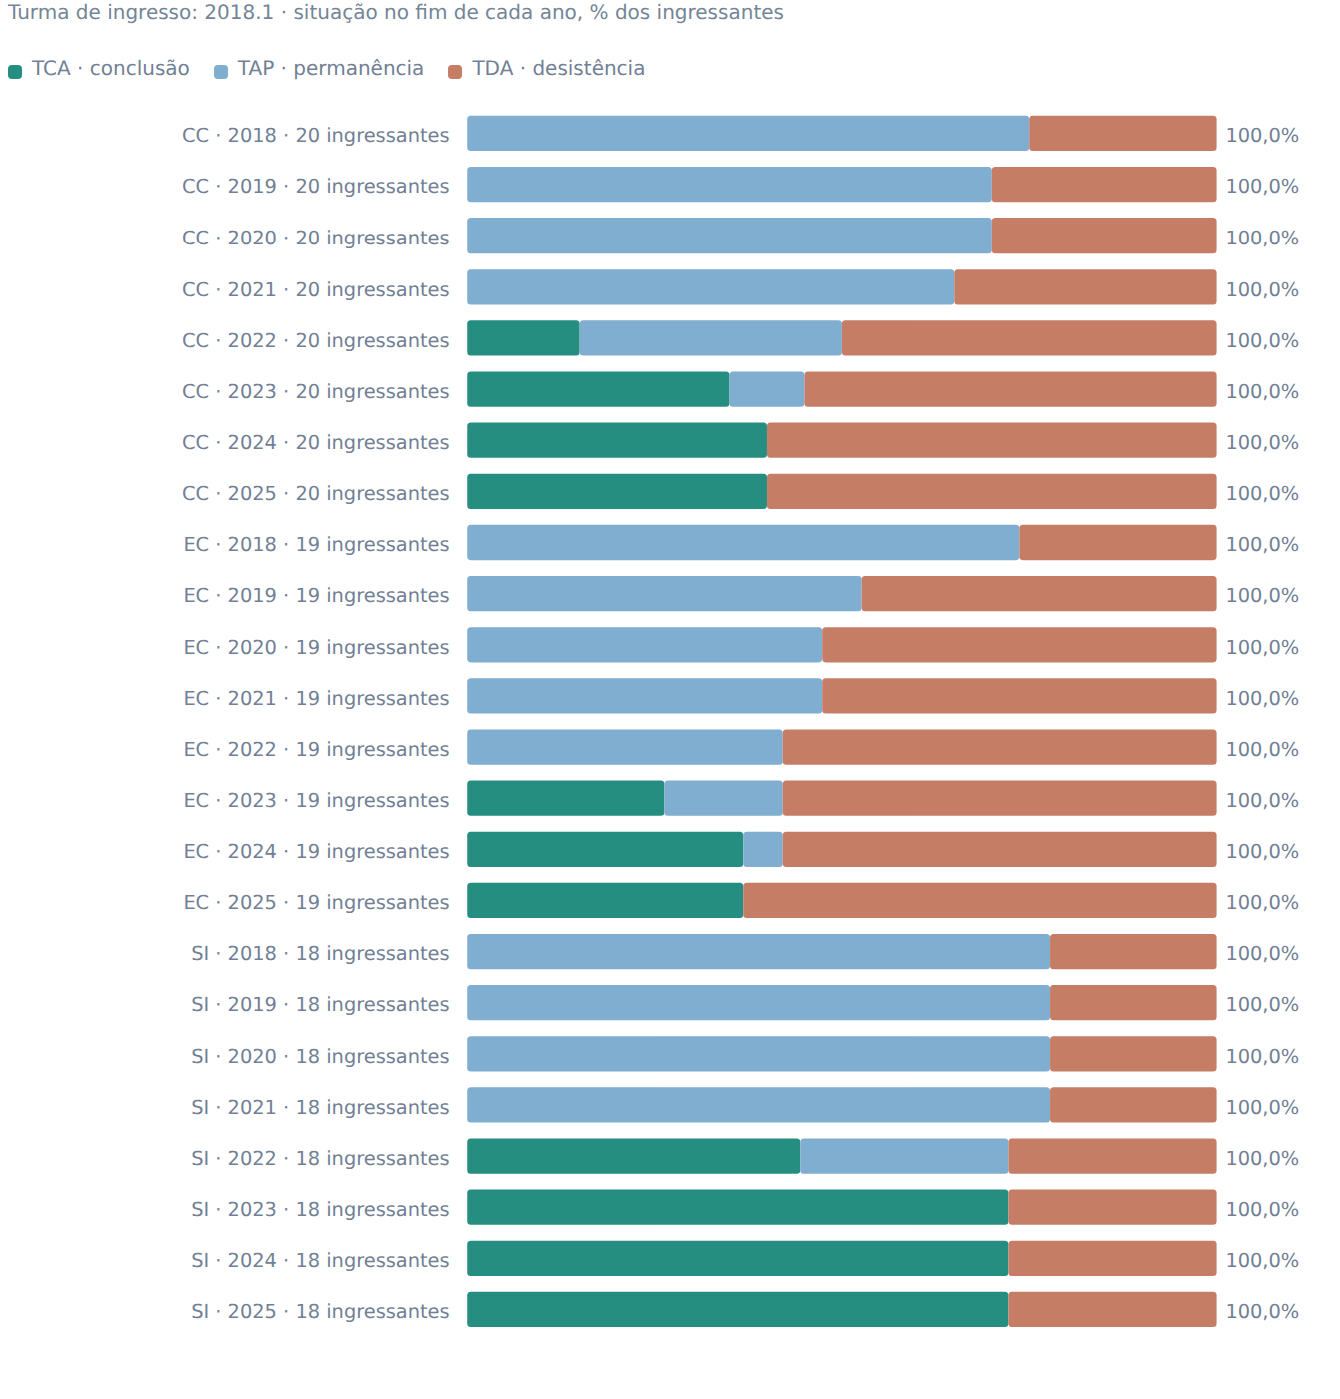 Turma de ingresso: 2018.1 · situação no fim de cada ano, % dos ingressantes
TCA · conclusão TAP · permanência TDA · desistência
CC · 2018 · 20 ingressantes 100,0%
CC · 2019 · 20 ingressantes 100,0%
CC · 2020 · 20 ingressantes 100,0%
CC · 2021 · 20 ingressantes 100,0%
CC · 2022 · 20 ingressantes 100,0%
CC · 2023 · 20 ingressantes 100,0%
CC · 2024 · 20 ingressantes 100,0%
CC · 2025 · 20 ingressantes 100,0%
EC · 2018 · 19 ingressantes 100,0%
EC · 2019 · 19 ingressantes 100,0%
EC · 2020 · 19 ingressantes 100,0%
EC · 2021 · 19 ingressantes 100,0%
EC · 2022 · 19 ingressantes 100,0%
EC · 2023 · 19 ingressantes 100,0%
EC · 2024 · 19 ingressantes 100,0%
EC · 2025 · 19 ingressantes 100,0%
SI · 2018 · 18 ingressantes 100,0%
SI · 2019 · 18 ingressantes 100,0%
SI · 2020 · 18 ingressantes 100,0%
SI · 2021 · 18 ingressantes 100,0%
SI · 2022 · 18 ingressantes 100,0%
SI · 2023 · 18 ingressantes 100,0%
SI · 2024 · 18 ingressantes 100,0%
SI · 2025 · 18 ingressantes 100,0%